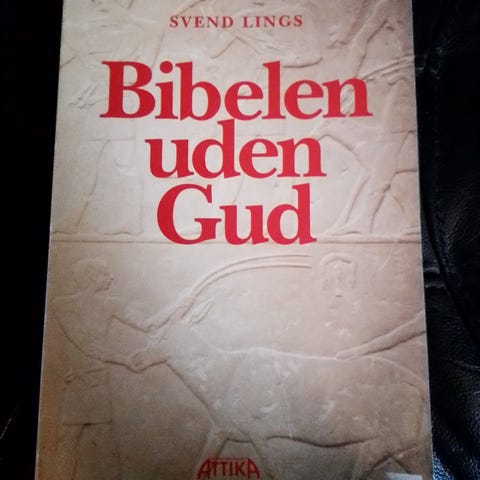 SVEND LINGS
Bibelen
uden
Gud
ATTIKA